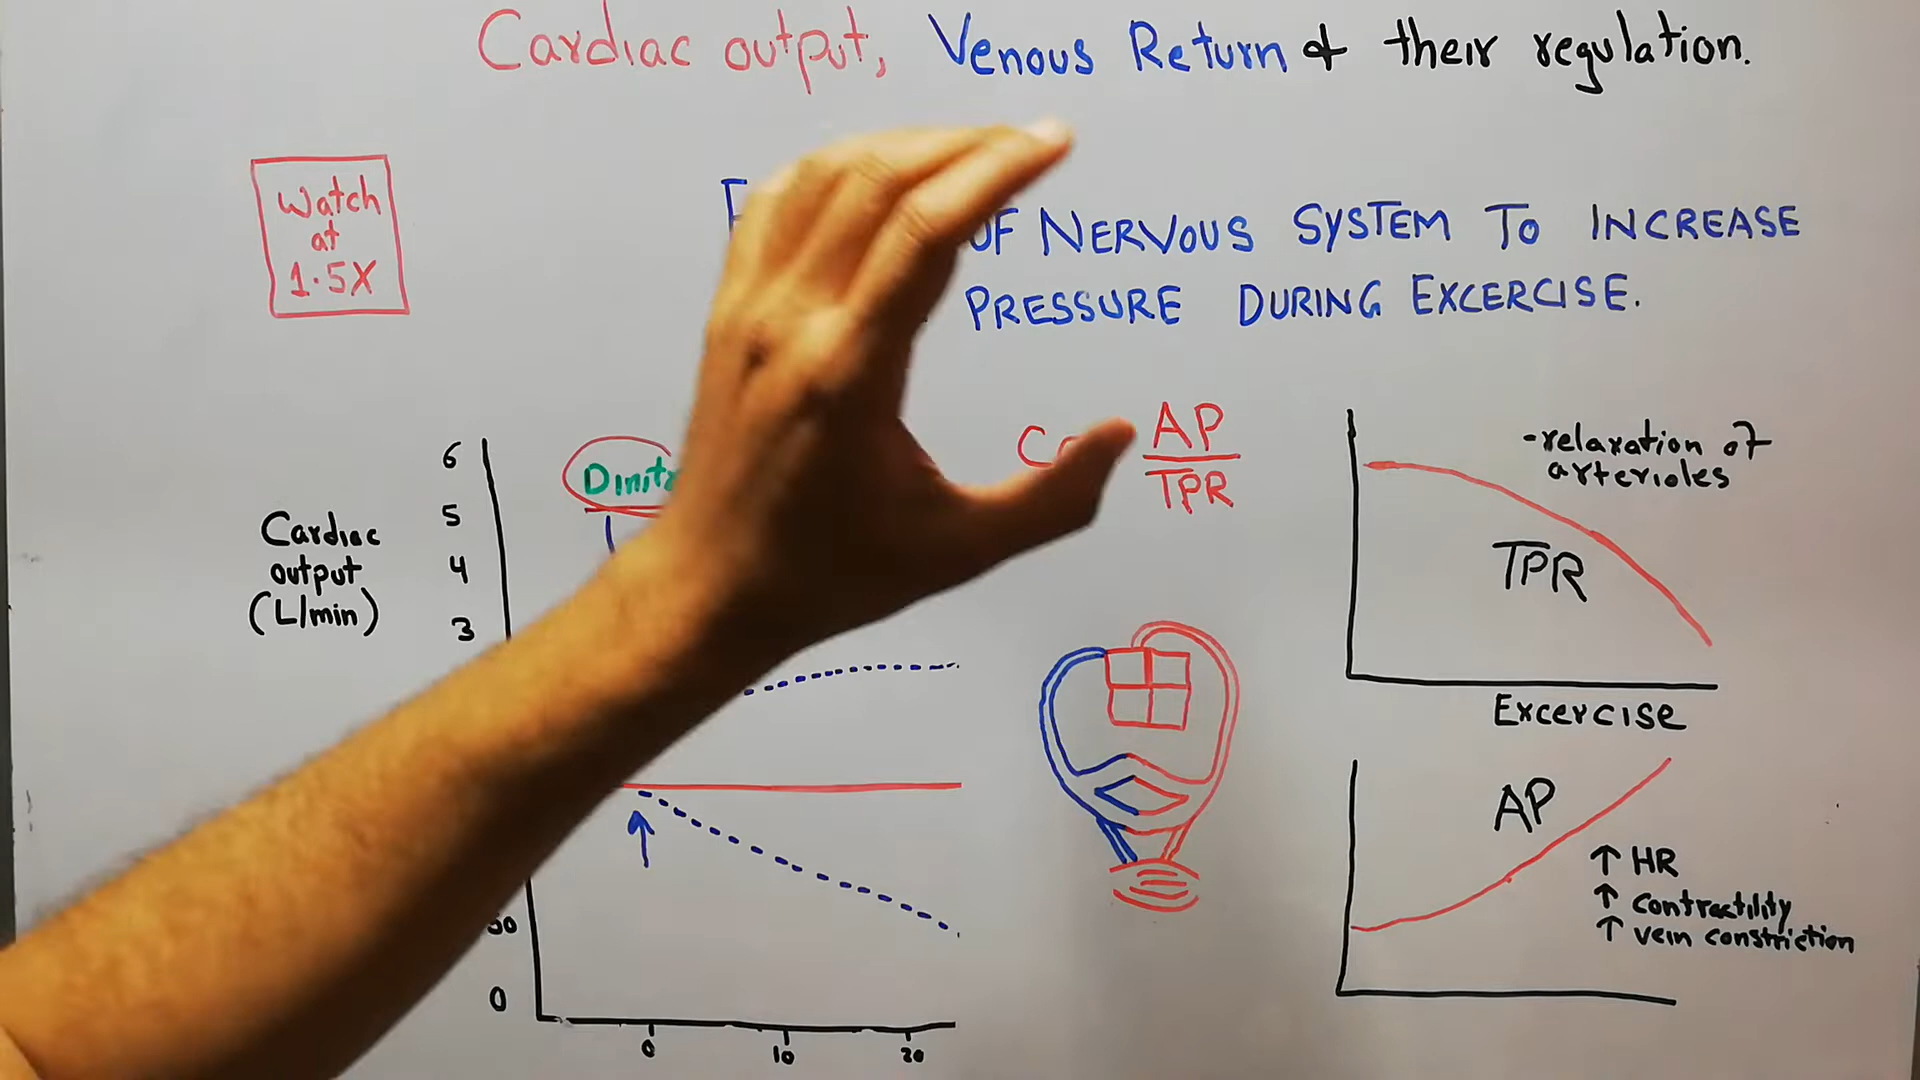 Cardiac output, Venous Return & their regulation.
Watch
at
1.5X
OF NERVOUS SYSTEM TO INCREASE
PRESSURE DURING EXCERCISE.
6
5
4
3
Cardiac
output
(L/min)
AP
TPR
-relaxation of
arterioles
TPR
Excercise
AP
↑ HR
↑ contractility
↑ vein constriction
0
0
10
20